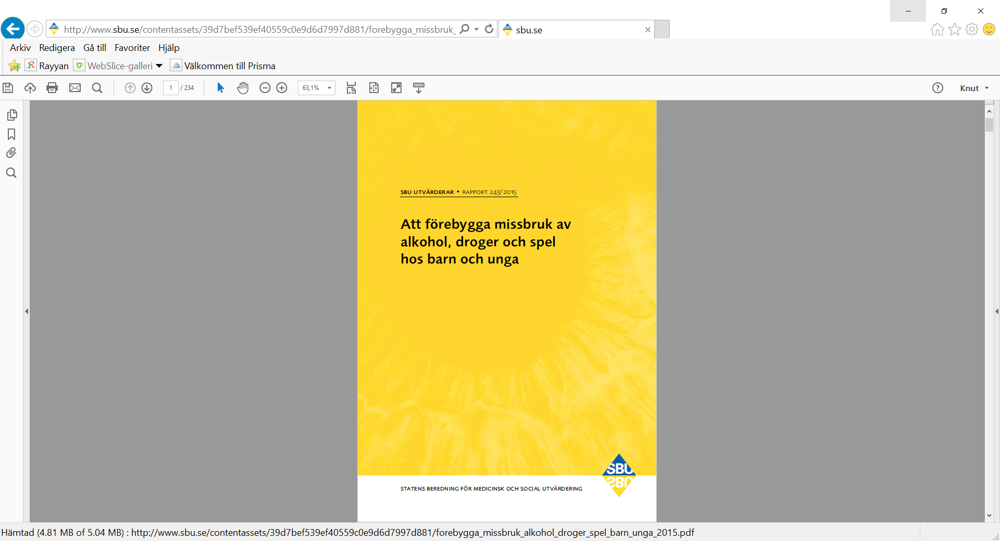 http://www.sbu.se/contentassets/39d7bef539ef40559c0e9d6d7997d881/forebygga_missbruk_
sbu.se
Arkiv Redigera Gå till Favoriter Hjälp
Rayyan WebSlice-galleri Välkommen till Prisma
1 / 234 63,1% Knut
SBU UTVÄRDERAR • RAPPORT 243/2015
Att förebygga missbruk av
alkohol, droger och spel
hos barn och unga
SBU
STATENS BEREDNING FÖR MEDICINSK OCH SOCIAL UTVÄRDERING
Hämtad (4.81 MB of 5.04 MB) : http://www.sbu.se/contentassets/39d7bef539ef40559c0e9d6d7997d881/forebygga_missbruk_alkohol_droger_spel_barn_unga_2015.pdf